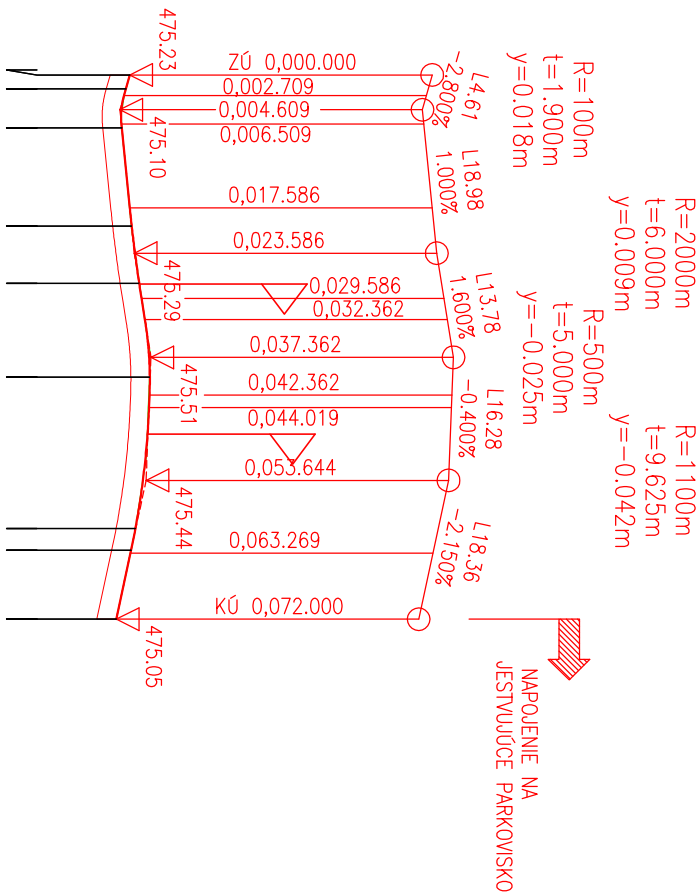 R=100m
t=1.900m
y=0.018m
R=2000m
t=6.000m
y=0.009m
R=500m
t=5.000m
y=-0.025m
R=1100m
t=9.625m
y=-0.042m
L4.61
-2.800%
L18.98
1.000%
L13.78
1.600%
L16.28
-0.400%
L18.36
-2.150%
ZÚ 0,000.000
0,002.709
0,004.609
0,006.509
0,017.586
0,023.586
0,029.586
0,032.362
0,037.362
0,042.362
0,044.019
0,053.644
0,063.269
KÚ 0,072.000
475.23
475.10
475.29
475.51
475.44
475.05
NAPOJENIE NA
JESTVUJÚCE PARKOVISKO